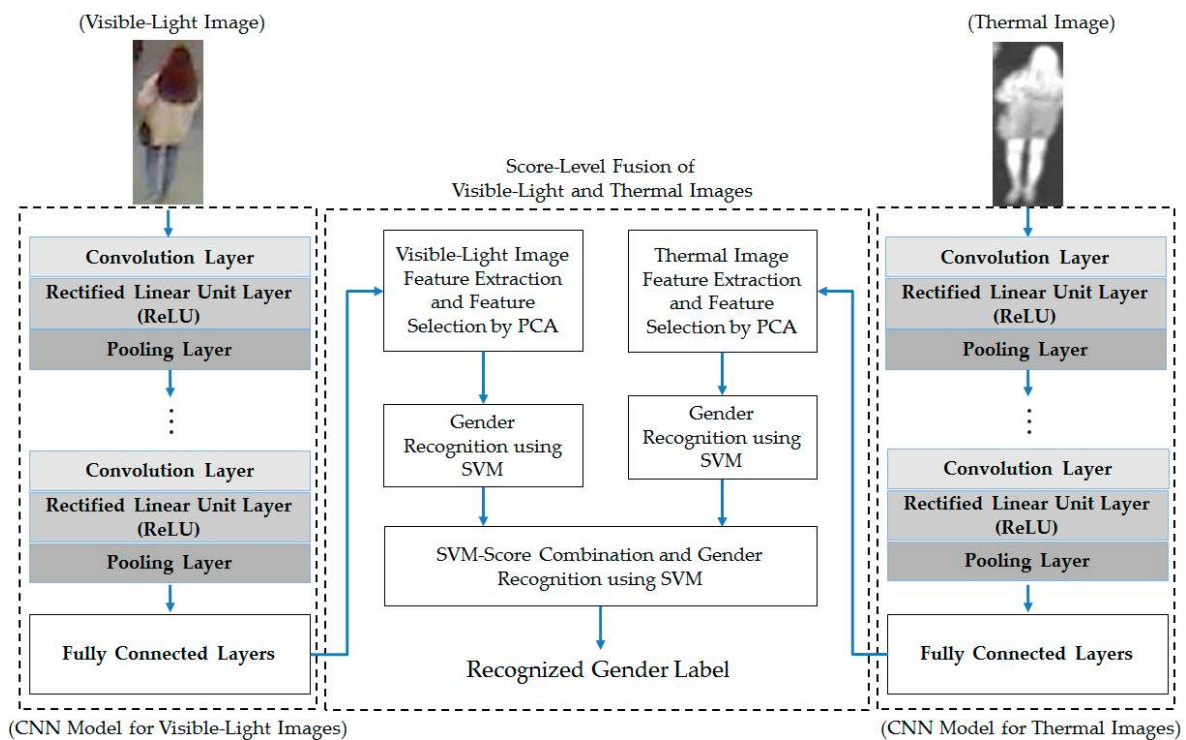 (Visible-Light Image)
(Thermal Image)
Score-Level Fusion of
Visible-Light and Thermal Images
Convolution Layer
Rectified Linear Unit Layer
(ReLU)
Pooling Layer
⋮
Convolution Layer
Rectified Linear Unit Layer
(ReLU)
Pooling Layer
Fully Connected Layers
(CNN Model for Visible-Light Images)
Visible-Light Image
Feature Extraction
and Feature
Selection by PCA
Gender
Recognition using
SVM
Thermal Image
Feature Extraction
and Feature
Selection by PCA
Gender
Recognition using
SVM
SVM-Score Combination and Gender
Recognition using SVM
Recognized Gender Label
Convolution Layer
Rectified Linear Unit Layer
(ReLU)
Pooling Layer
⋮
Convolution Layer
Rectified Linear Unit Layer
(ReLU)
Pooling Layer
Fully Connected Layers
(CNN Model for Thermal Images)